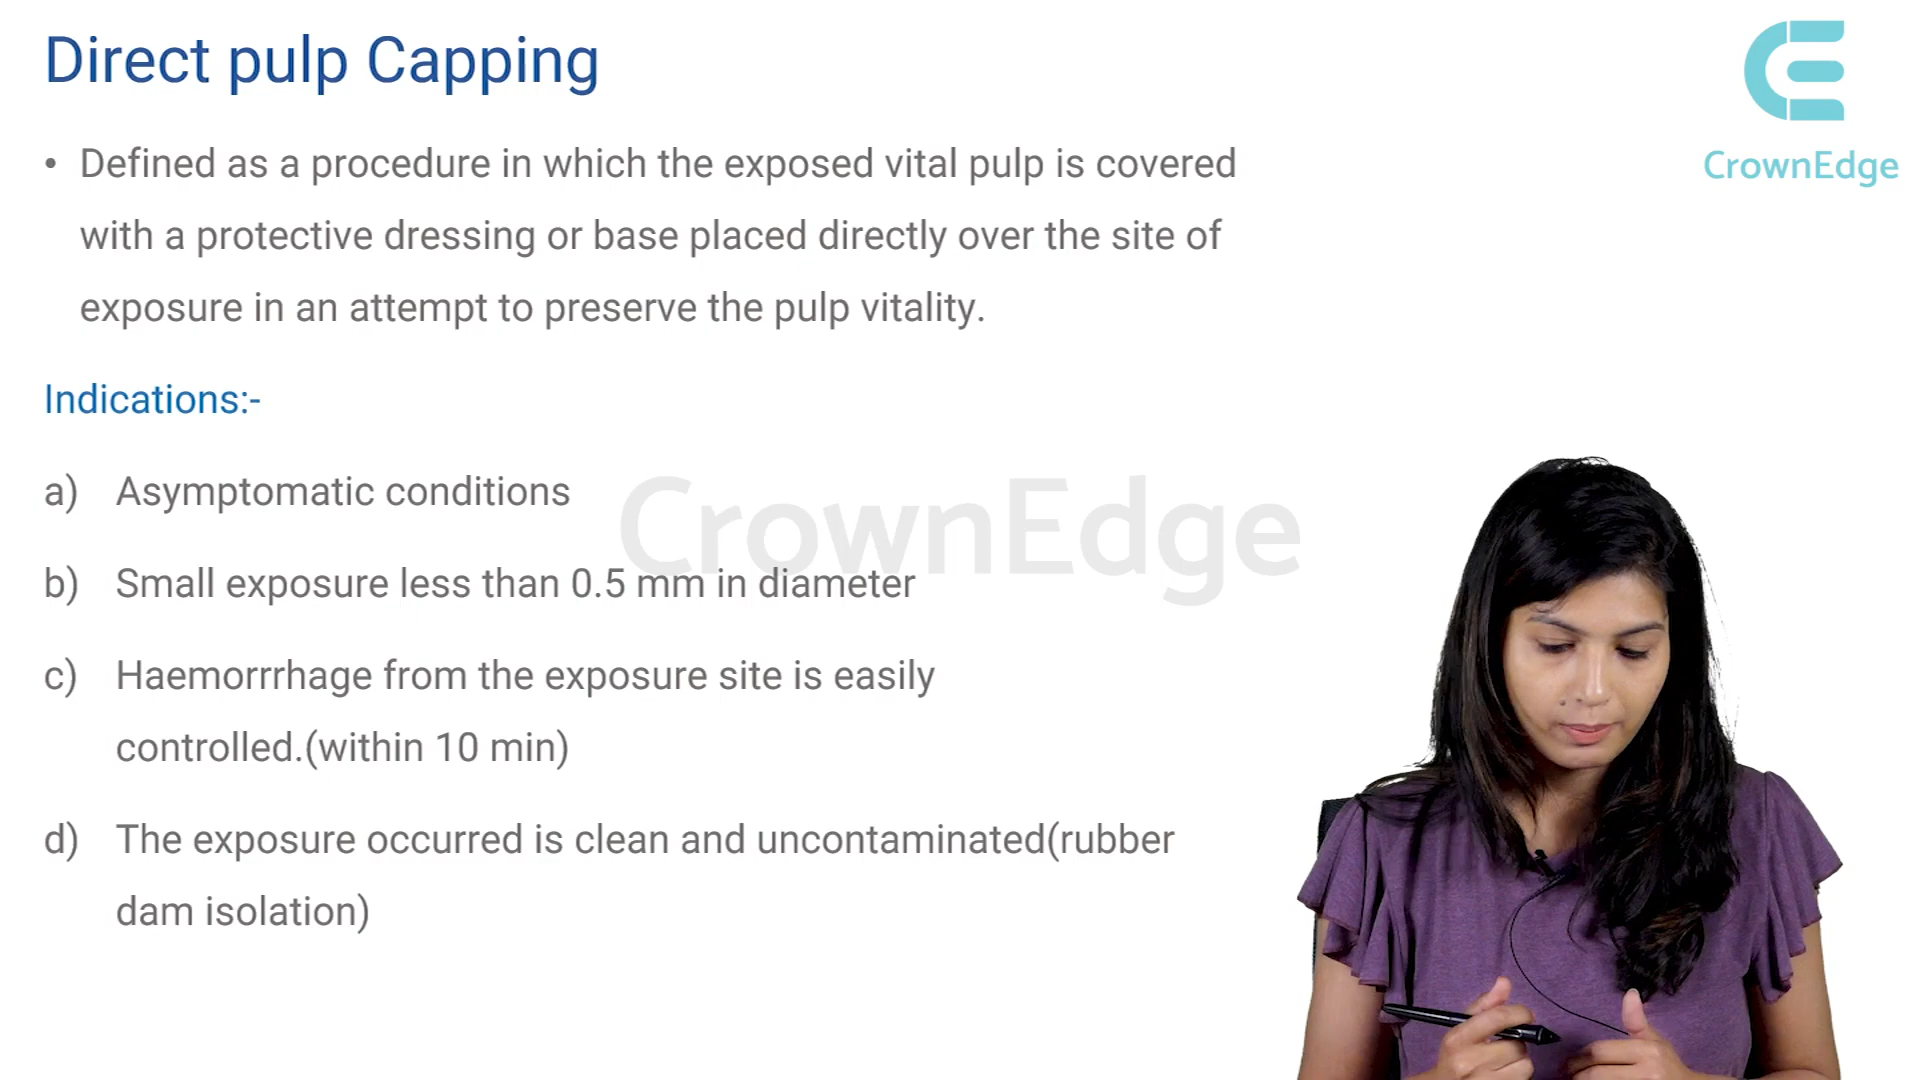 Direct pulp Capping
CrownEdge
• Defined as a procedure in which the exposed vital pulp is covered
with a protective dressing or base placed directly over the site of
exposure in an attempt to preserve the pulp vitality.
Indications:-
a) Asymptomatic conditions
CrownEdge
b) Small exposure less than 0.5 mm in diameter
c) Haemorrrhage from the exposure site is easily
controlled.(within 10 min)
d) The exposure occurred is clean and uncontaminated(rubber
dam isolation)